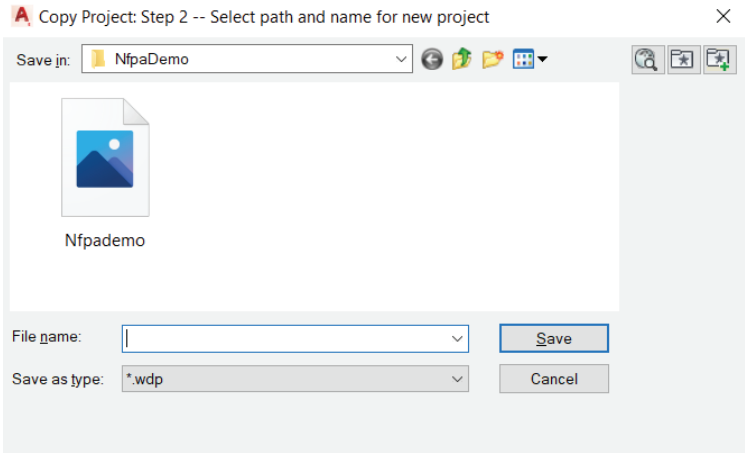 Copy Project: Step 2 -- Select path and name for new project
Save in: NfpaDemo
Nfpademo
File name:
Save
Save as type: *.wdp
Cancel